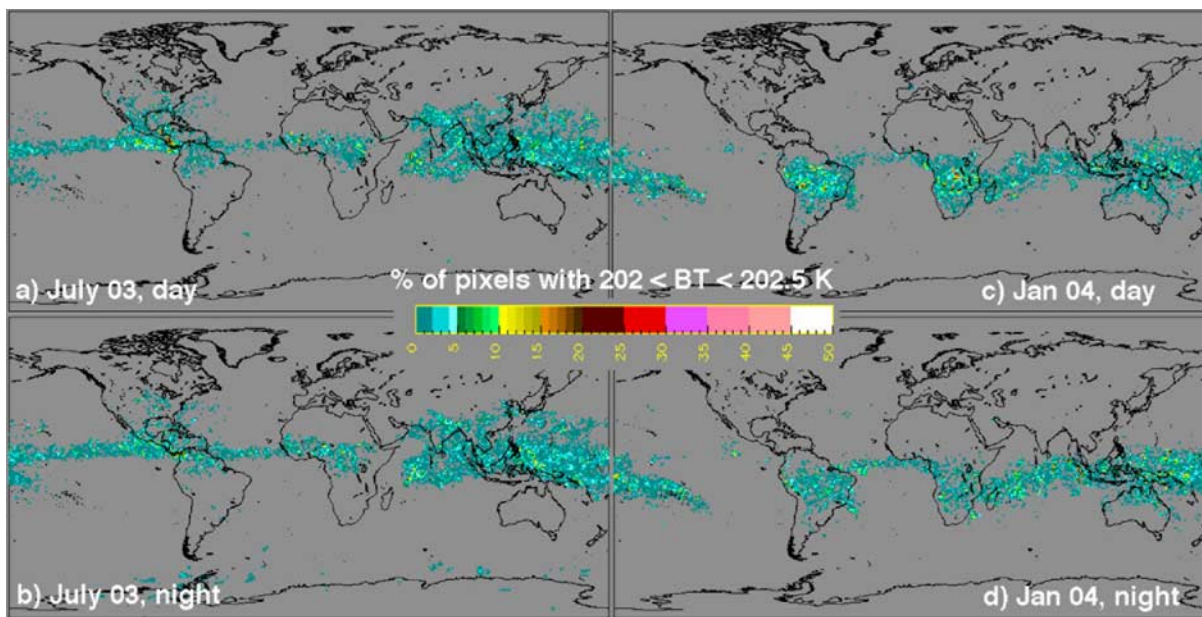 a) July 03, day
% of pixels with 202 < BT < 202.5 K
c) Jan 04, day
0 5 10 15 20 25 30 35 40 45 50
b) July 03, night
d) Jan 04, night